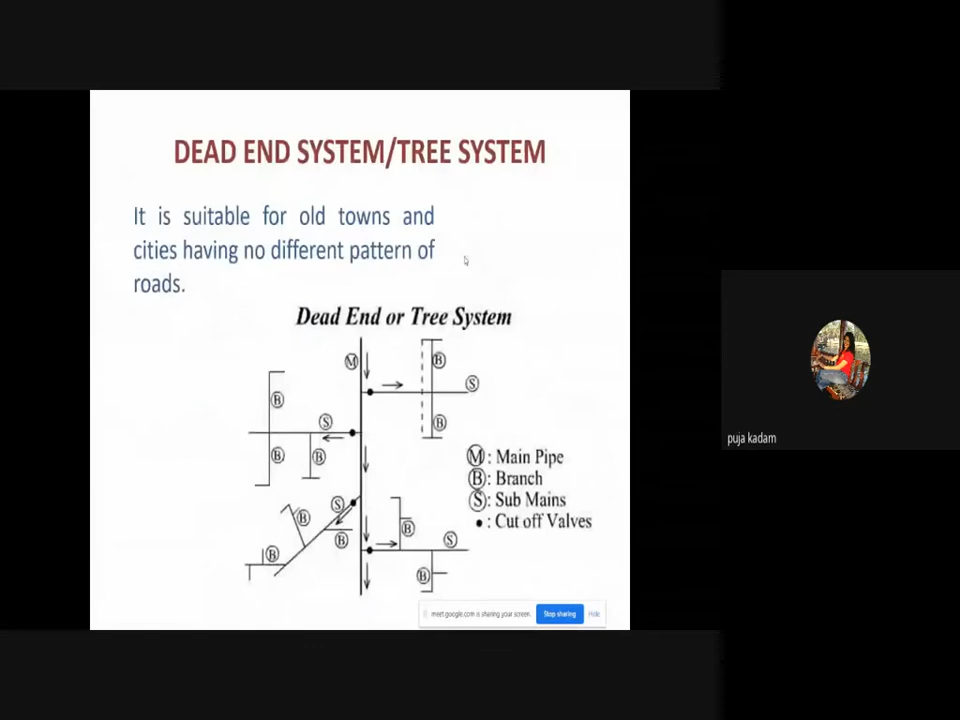 DEAD END SYSTEM/TREE SYSTEM
It is suitable for old towns and
cities having no different pattern of
roads.
Dead End or Tree System
M
B
S
B
B
S
B
B
S
B
B
B
B
S
B
M : Main Pipe
B : Branch
S : Sub Mains
• : Cut off Valves
puja kadam
meet.google.com is sharing your screen.
Stop sharing
Hide